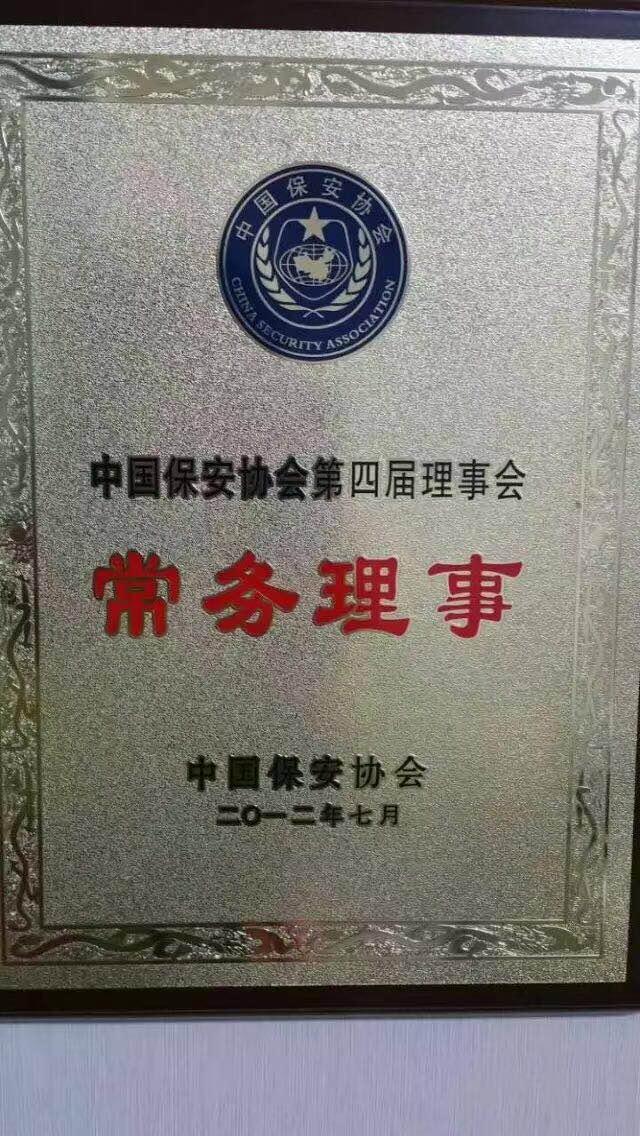 中国保安协会
CHINA SECURITY ASSOCIATION
中国保安协会第四届理事会
常务理事
中国保安协会
二〇一二年七月